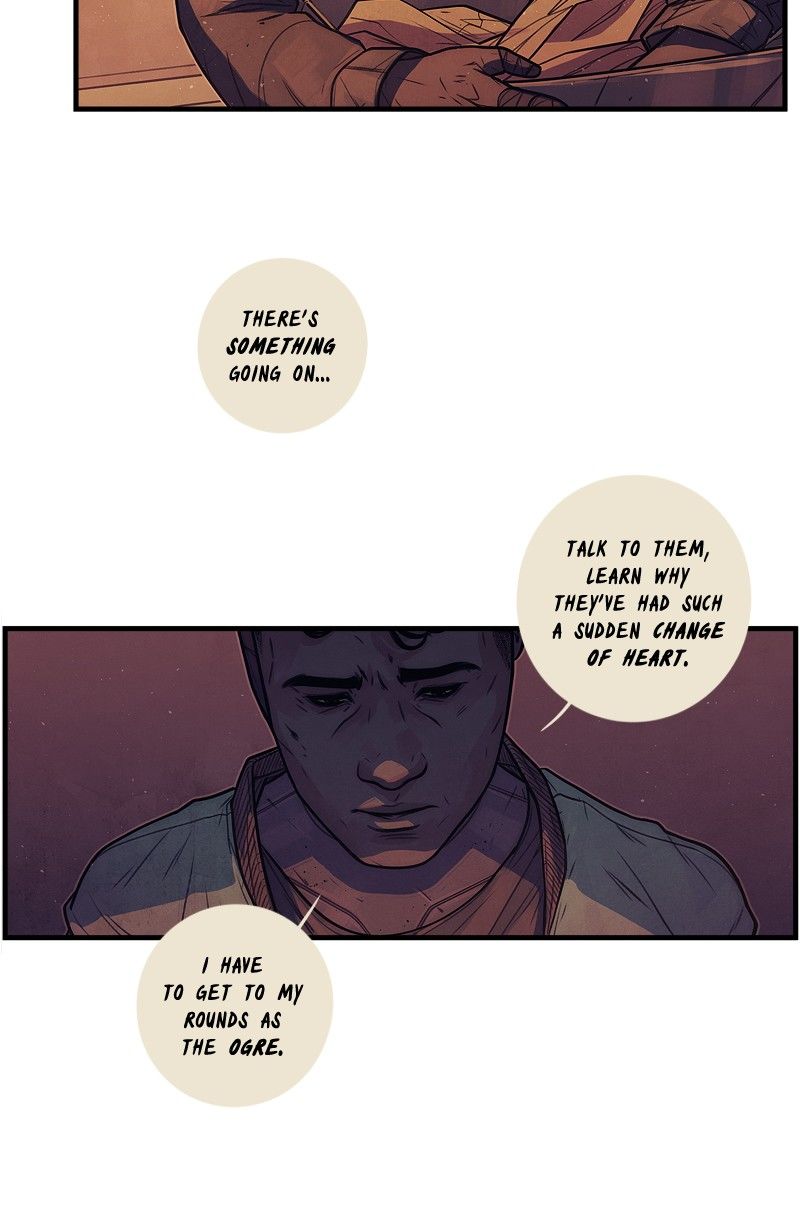 THERE'S
SOMETHING
GOING ON...
TALK TO THEM,
LEARN WHY
THEY'VE HAD SUCH
A SUDDEN CHANGE
OF HEART.
I HAVE
TO GET TO MY
ROUNDS AS
THE OGRE.